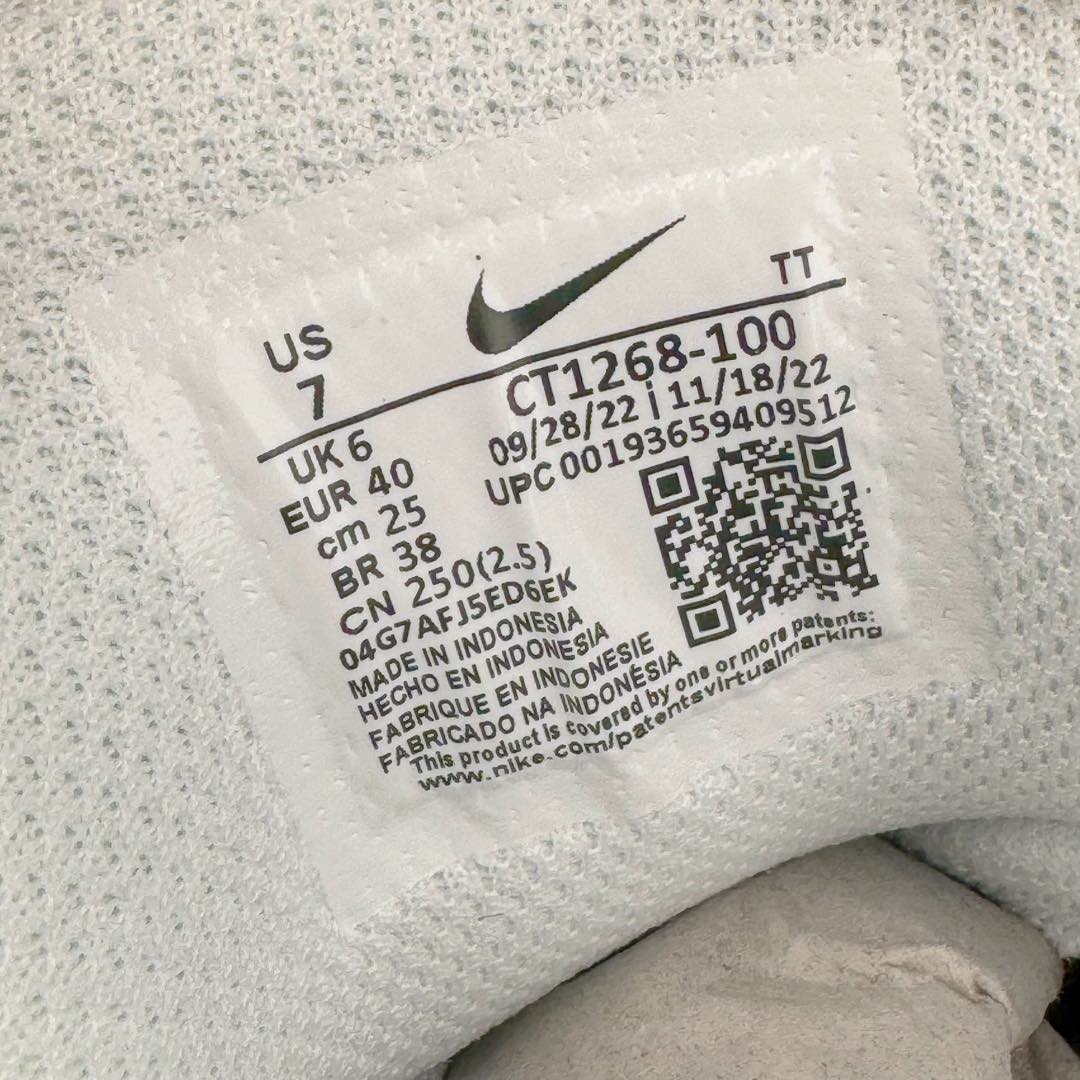 US
7
TT
UK 6
EUR 40
cm 25
BR 38
CN 250(2.5)
04G7AFJ5ED6EK
CT1268-100
09/28/22 | 11/18/22
UPC 00193659409512
MADE IN INDONESIA
HECHO EN INDONESIA
FABRIQUE EN INDONESIE
FABRICADO NA INDONÉSIA
This product is covered by one or more patents:
www.nike.com/patentsvirtualmarking